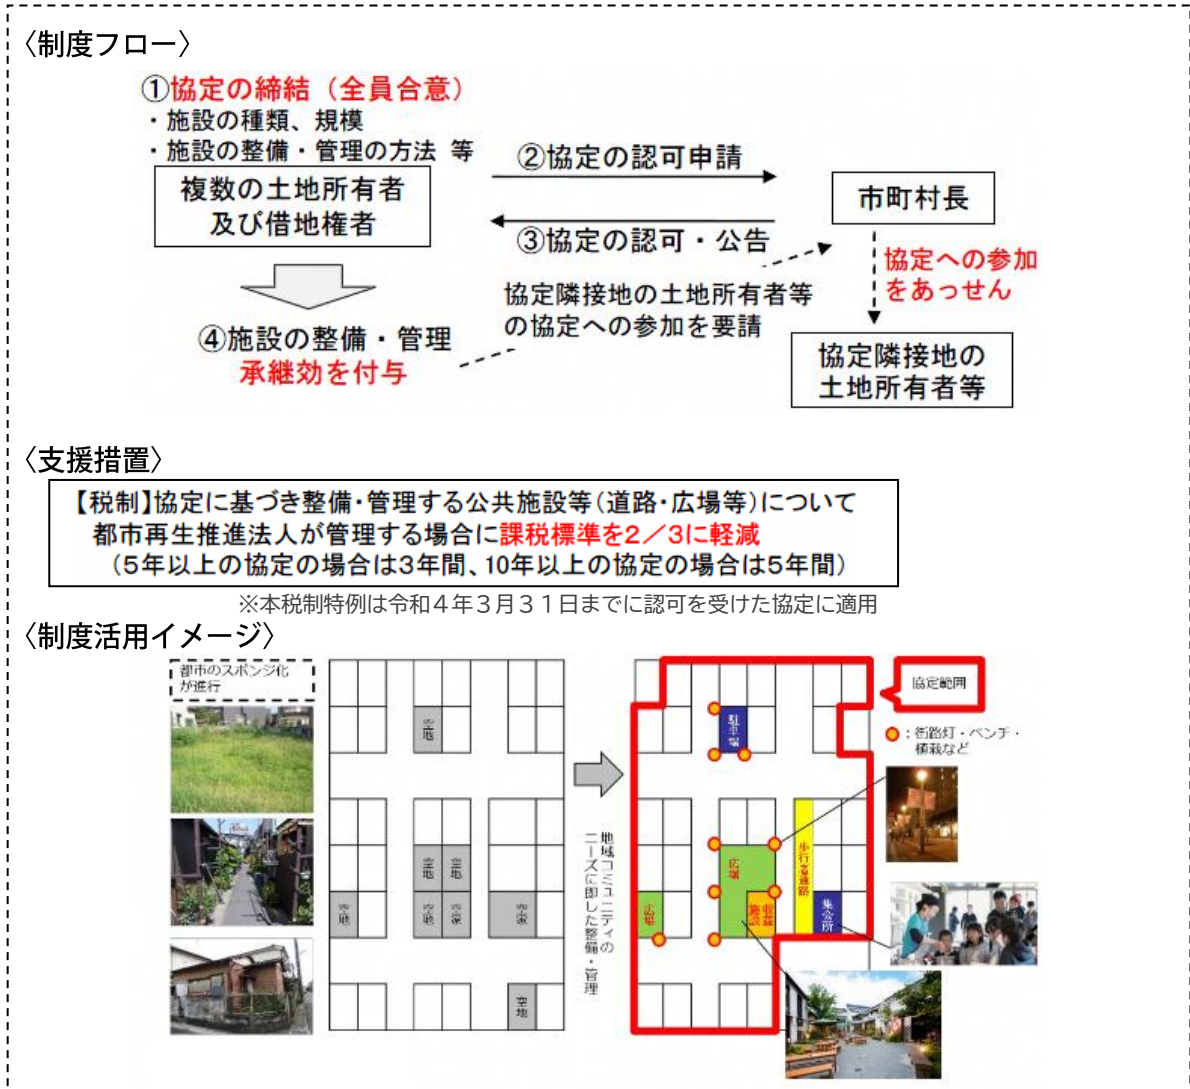 〈制度フロー〉
①協定の締結（全員合意）
・施設の種類、規模
・施設の整備・管理の方法 等
複数の土地所有者
及び借地権者
②協定の認可申請
市町村長
③協定の認可・公告
協定への参加
をあっせん
協定隣接地の土地所有者等
の協定への参加を要請
④施設の整備・管理
承継効を付与
協定隣接地の
土地所有者等
〈支援措置〉
【税制】協定に基づき整備・管理する公共施設等（道路・広場等）について
都市再生推進法人が管理する場合に課税標準を2／3に軽減
（5年以上の協定の場合は3年間、10年以上の協定の場合は5年間）
※本税制特例は令和４年３月３１日までに認可を受けた協定に適用
〈制度活用イメージ〉
都市のスポンジ化
が進行
空地
空地
空地
空地
空地
空家
空家
空地
地域コミュニティの
ニーズに即した整備・管理
駐車場
広場
広場
収益
施設
歩行者通路
集会所
協定範囲
：街路灯・ベンチ・
植栽など